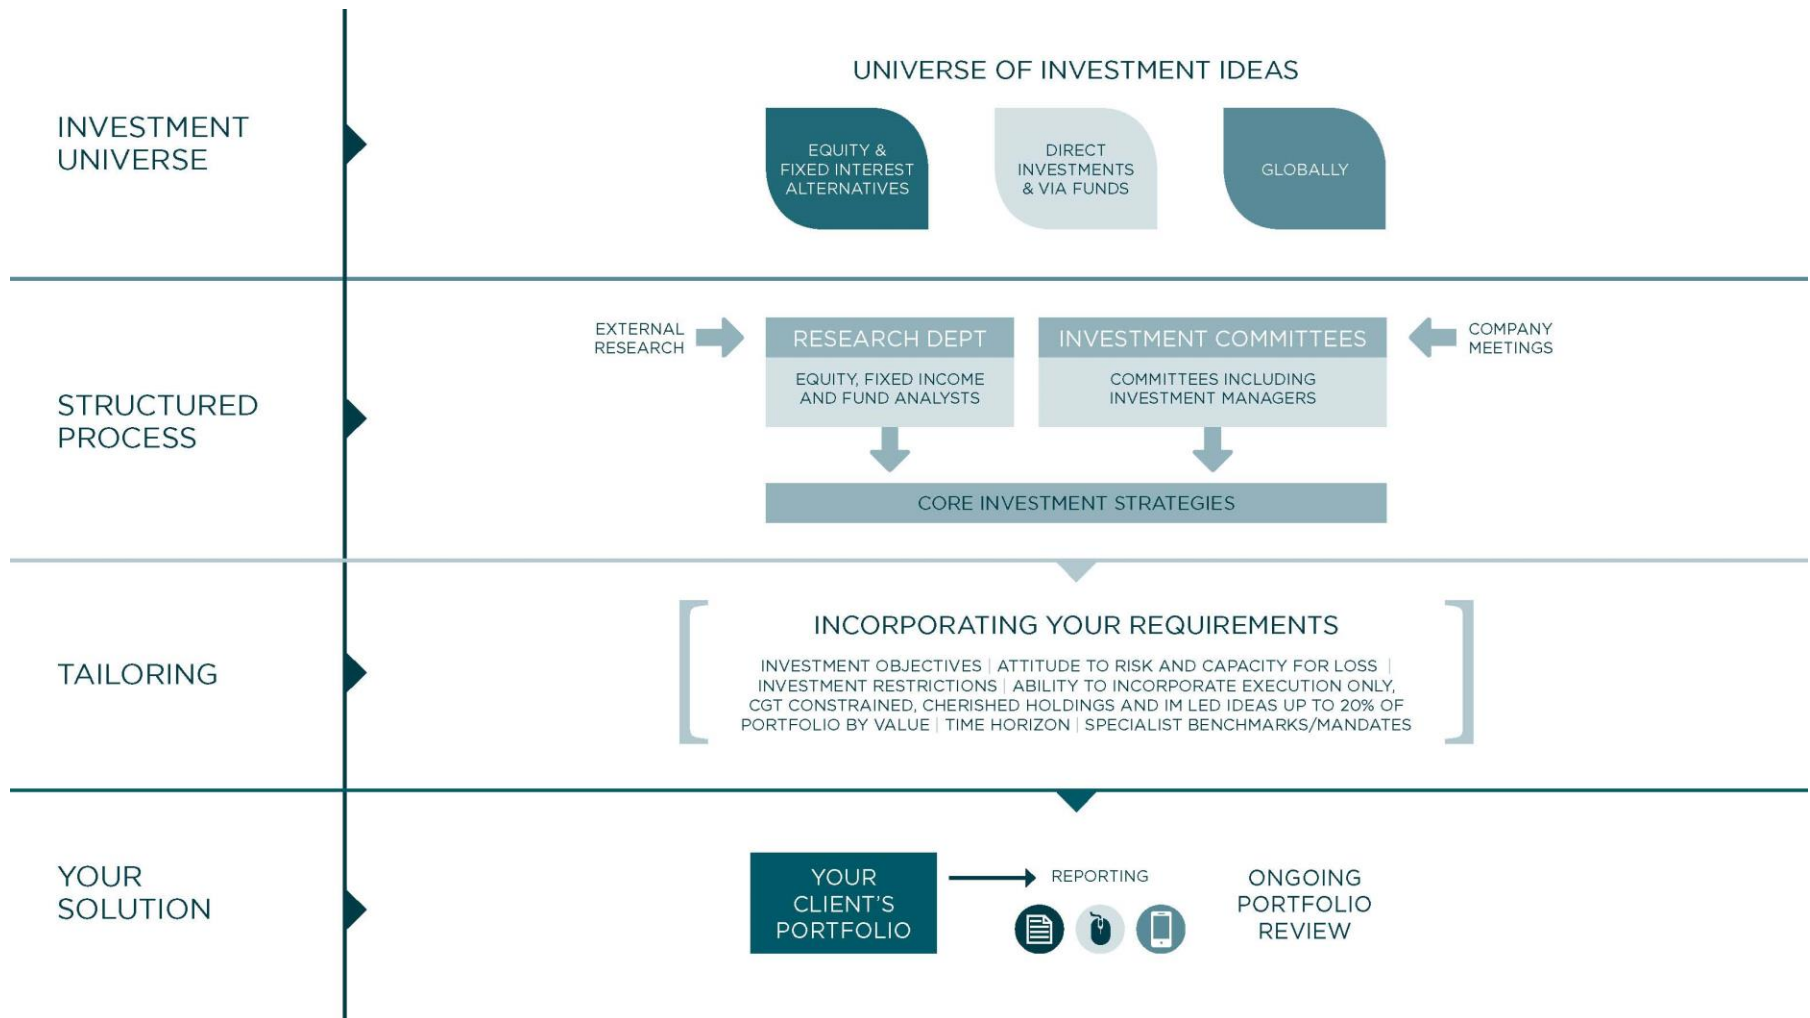 INVESTMENT
UNIVERSE
UNIVERSE OF INVESTMENT IDEAS
EQUITY &
FIXED INTEREST
ALTERNATIVES
DIRECT
INVESTMENTS
& VIA FUNDS
GLOBALLY
STRUCTURED
PROCESS
EXTERNAL
RESEARCH
RESEARCH DEPT
EQUITY, FIXED INCOME
AND FUND ANALYSTS
INVESTMENT COMMITTEES
COMMITTEES INCLUDING
INVESTMENT MANAGERS
COMPANY
MEETINGS
CORE INVESTMENT STRATEGIES
TAILORING
INCORPORATING YOUR REQUIREMENTS
INVESTMENT OBJECTIVES | ATTITUDE TO RISK AND CAPACITY FOR LOSS |
INVESTMENT RESTRICTIONS | ABILITY TO INCORPORATE EXECUTION ONLY,
CGT CONSTRAINED, CHERISHED HOLDINGS AND IM LED IDEAS UP TO 20% OF
PORTFOLIO BY VALUE | TIME HORIZON | SPECIALIST BENCHMARKS/MANDATES
YOUR
SOLUTION
YOUR
CLIENT'S
PORTFOLIO
REPORTING
ONGOING
PORTFOLIO
REVIEW